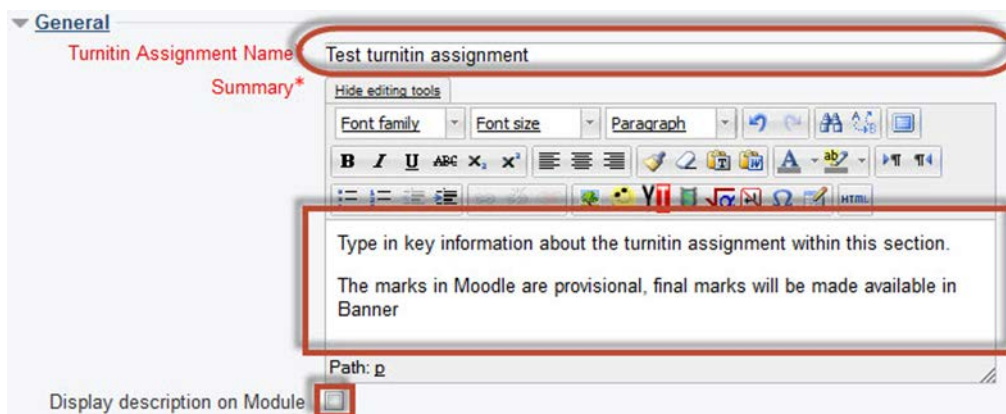 General
Turnitin Assignment Name* Test turnitin assignment
Summary*
Hide editing tools
Font family Font size Paragraph
B I U ABC X₂ X² A ab
HTML
Type in key information about the turnitin assignment within this section.
The marks in Moodle are provisional, final marks will be made available in
Banner
Path: p
Display description on Module